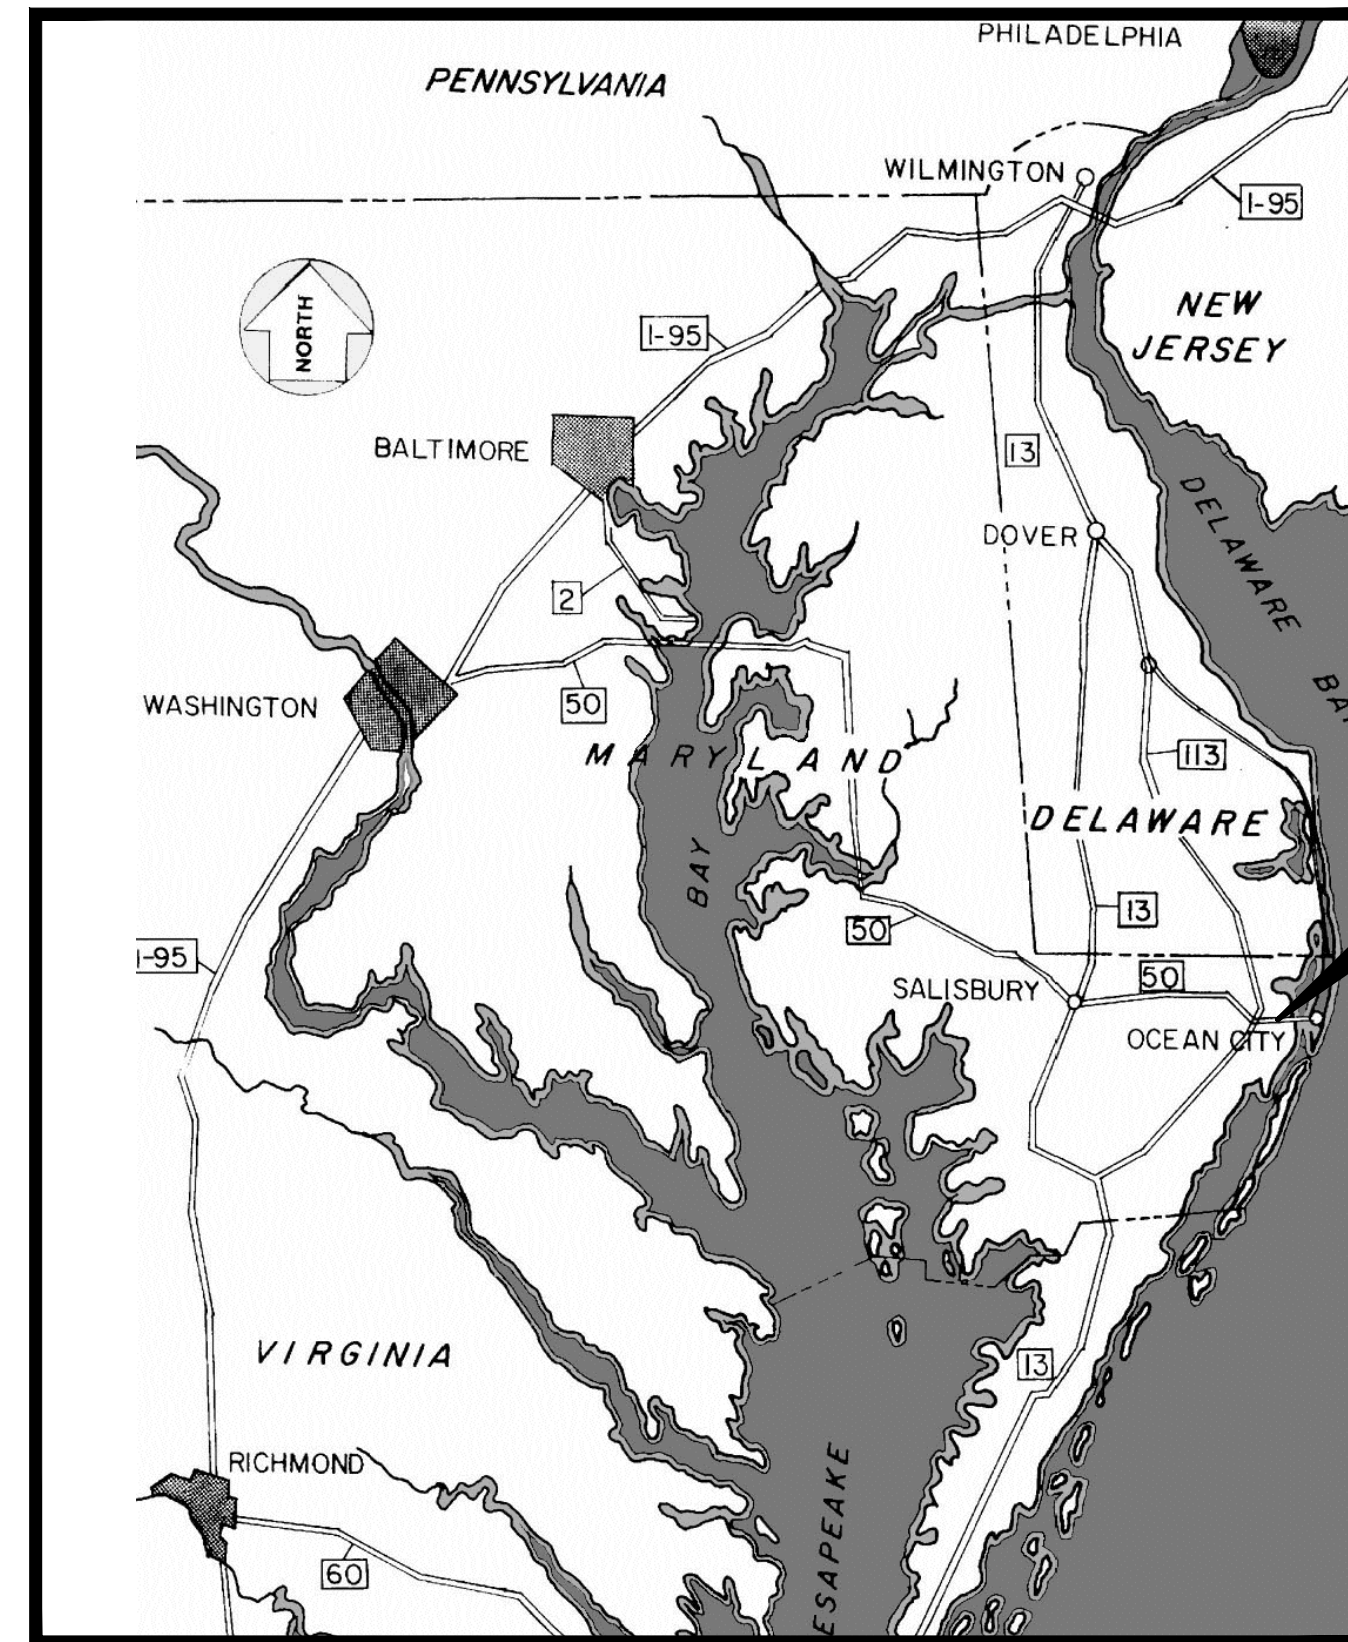 PHILADELPHIA
PENNSYLVANIA
WILMINGTON
I-95
NORTH
NEW
JERSEY
I-95
BALTIMORE
13
DELAWARE
BA
DOVER
2
50
WASHINGTON
113
MARYLAND
DELAWARE
BAY
13
50
I-95
50
SALISBURY
OCEAN CITY
VIRGINIA
13
RICHMOND
ESAPEAKE
60